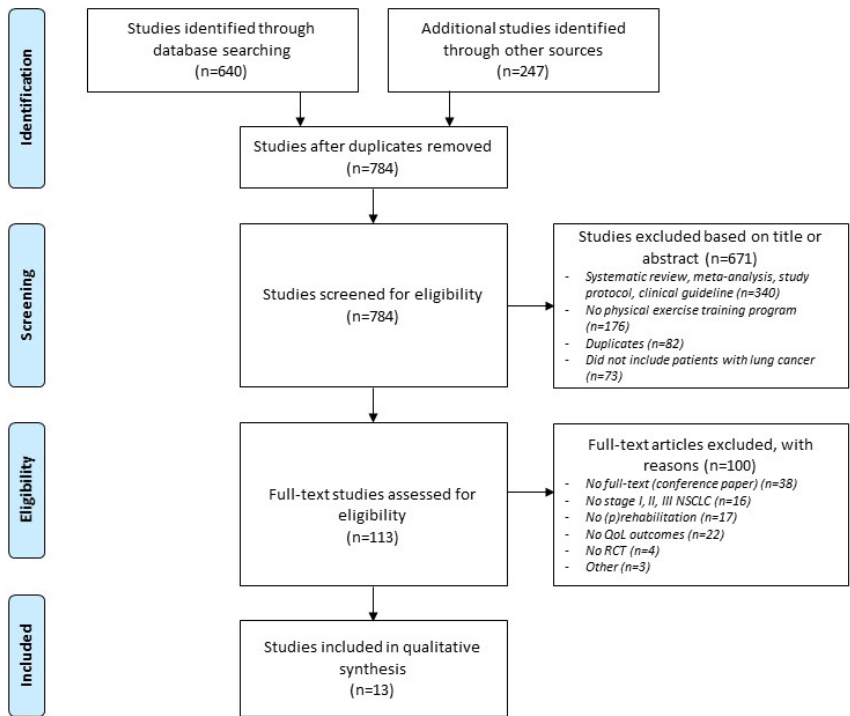 Identification
Studies identified through
database searching
(n=640)
Additional studies identified
through other sources
(n=247)
Studies after duplicates removed
(n=784)
Screening
Studies screened for eligibility
(n=784)
Studies excluded based on title or
abstract (n=671)
- Systematic review, meta-analysis, study
protocol, clinical guideline (n=340)
- No physical exercise training program
(n=176)
- Duplicates (n=82)
- Did not include patients with lung cancer
(n=73)
Eligibility
Full-text studies assessed for
eligibility
(n=113)
Full-text articles excluded, with
reasons (n=100)
- No full-text (conference paper) (n=38)
- No stage I, II, III NSCLC (n=16)
- No (p)rehabilitation (n=17)
- No QoL outcomes (n=22)
- No RCT (n=4)
- Other (n=3)
Included
Studies included in qualitative
synthesis
(n=13)